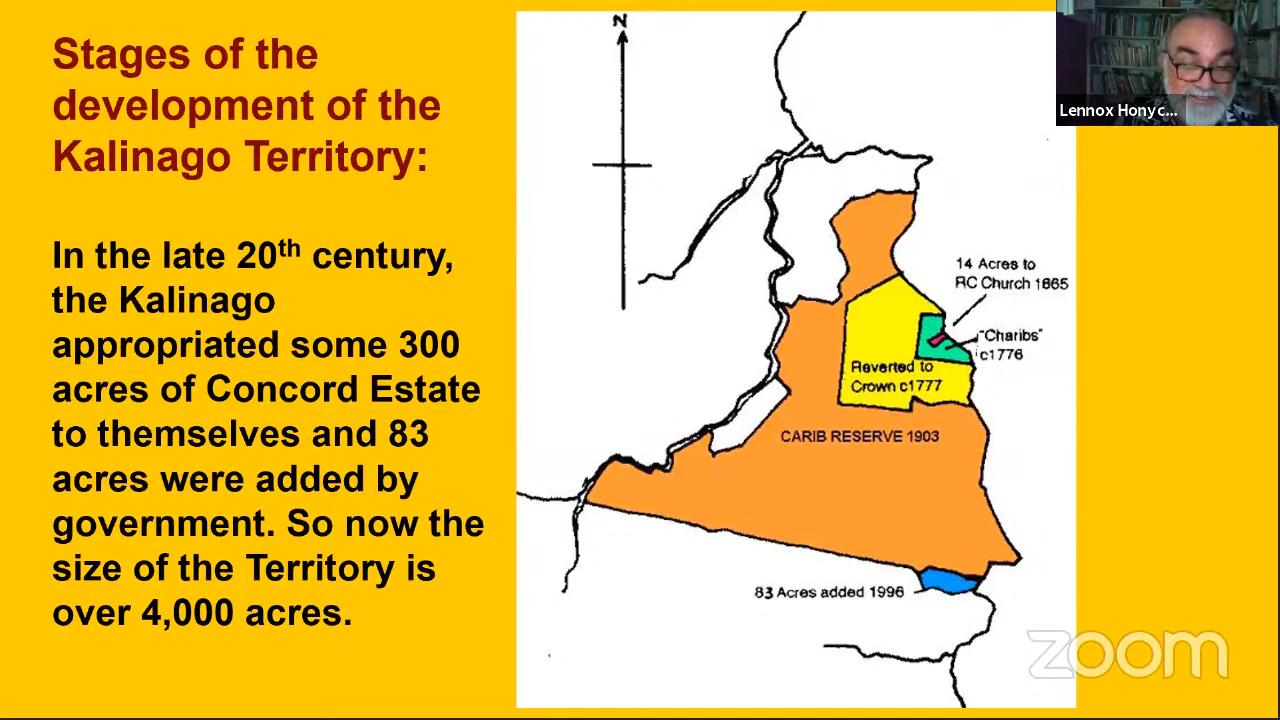 Stages of the
development of the
Kalinago Territory:
In the late 20th century,
the Kalinago
appropriated some 300
acres of Concord Estate
to themselves and 83
acres were added by
government. So now the
size of the Territory is
over 4,000 acres.
N
14 Acres to
RC Church 1865
"Charibs"
c1776
Reverted to
Crown c1777
CARIB RESERVE 1903
83 Acres added 1996
Lennox Honyc...
zoom